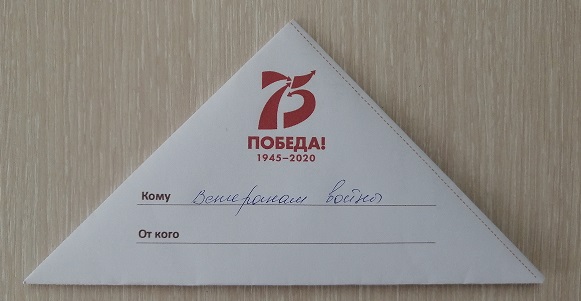 75
ПОБЕДА!
1945–2020
Кому Ветеранам войны
От кого